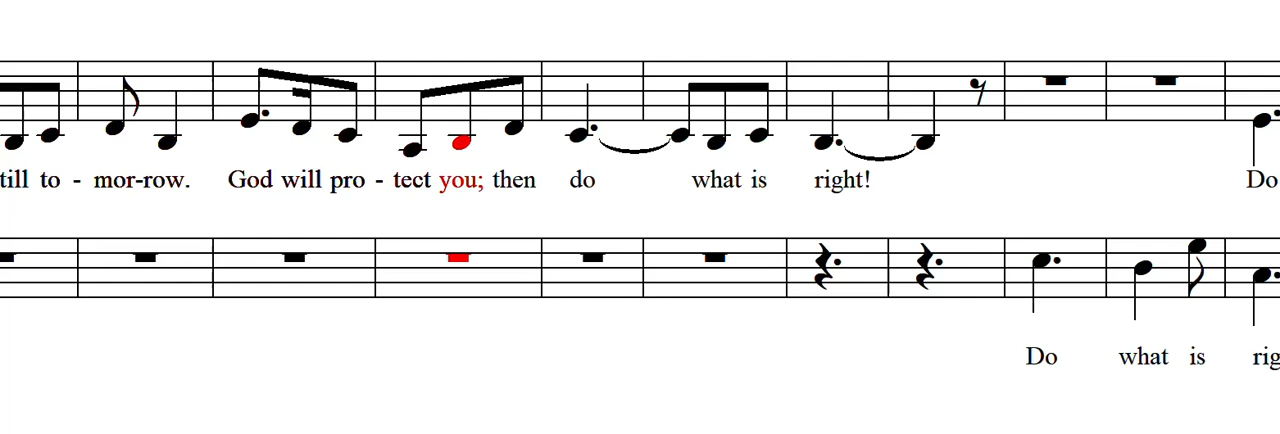 till to - mor-row. God will pro - tect you; then do what is right! Do
Do what is